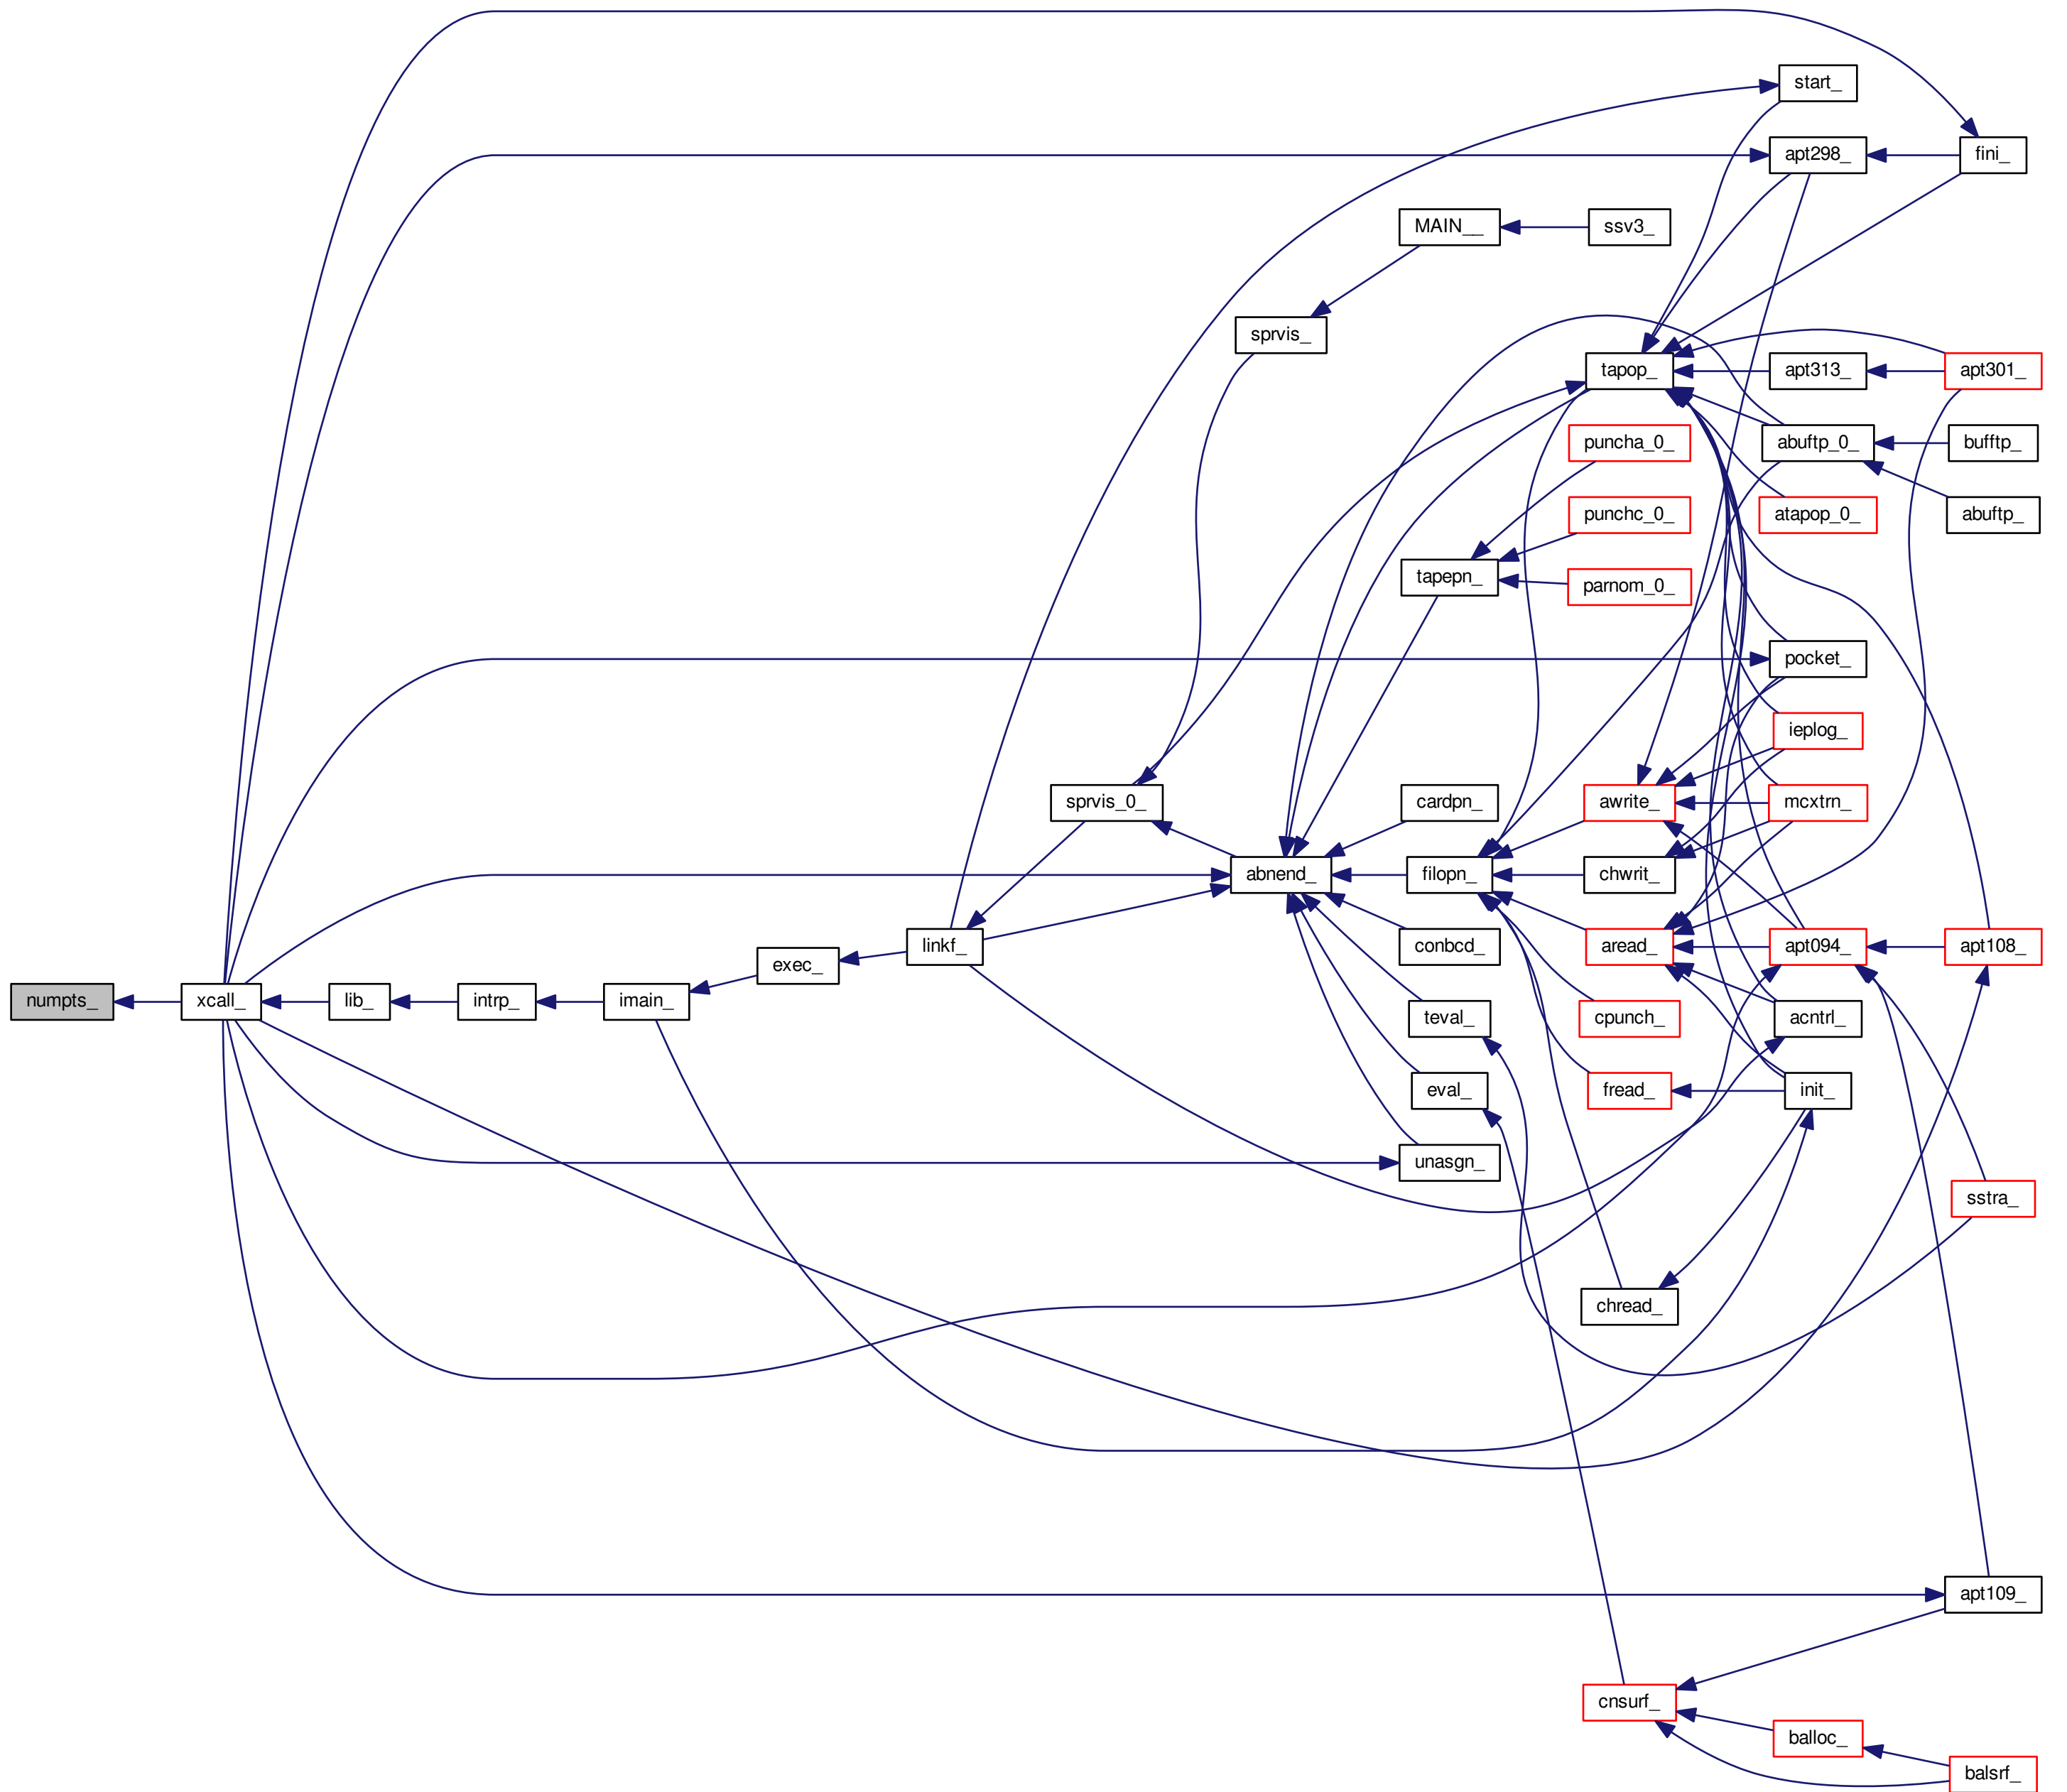 start_
apt298_
fini_
MAIN__
ssv3_
sprvis_
tapop_
apt313_
apt301_
puncha_0_
abuftp_0_
bufftp_
punchc_0_
atapop_0_
abuftp_
tapepn_
parnom_0_
pocket_
ieplog_
sprvis_0_
cardpn_
awrite_
mcxtrn_
abnend_
filopn_
chwrit_
linkf_
conbcd_
aread_
apt094_
apt108_
exec_
numpts_
xcall_
lib_
intrp_
imain_
teval_
cpunch_
acntrl_
eval_
fread_
init_
unasgn_
sstra_
chread_
apt109_
cnsurf_
balloc_
balsrf_